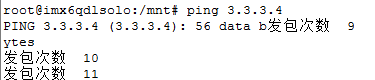 root@imx6qdlsolo:/mnt# ping 3.3.3.4
PING 3.3.3.4 (3.3.3.4): 56 data b发包次数  9
ytes
发包次数  10
发包次数  11